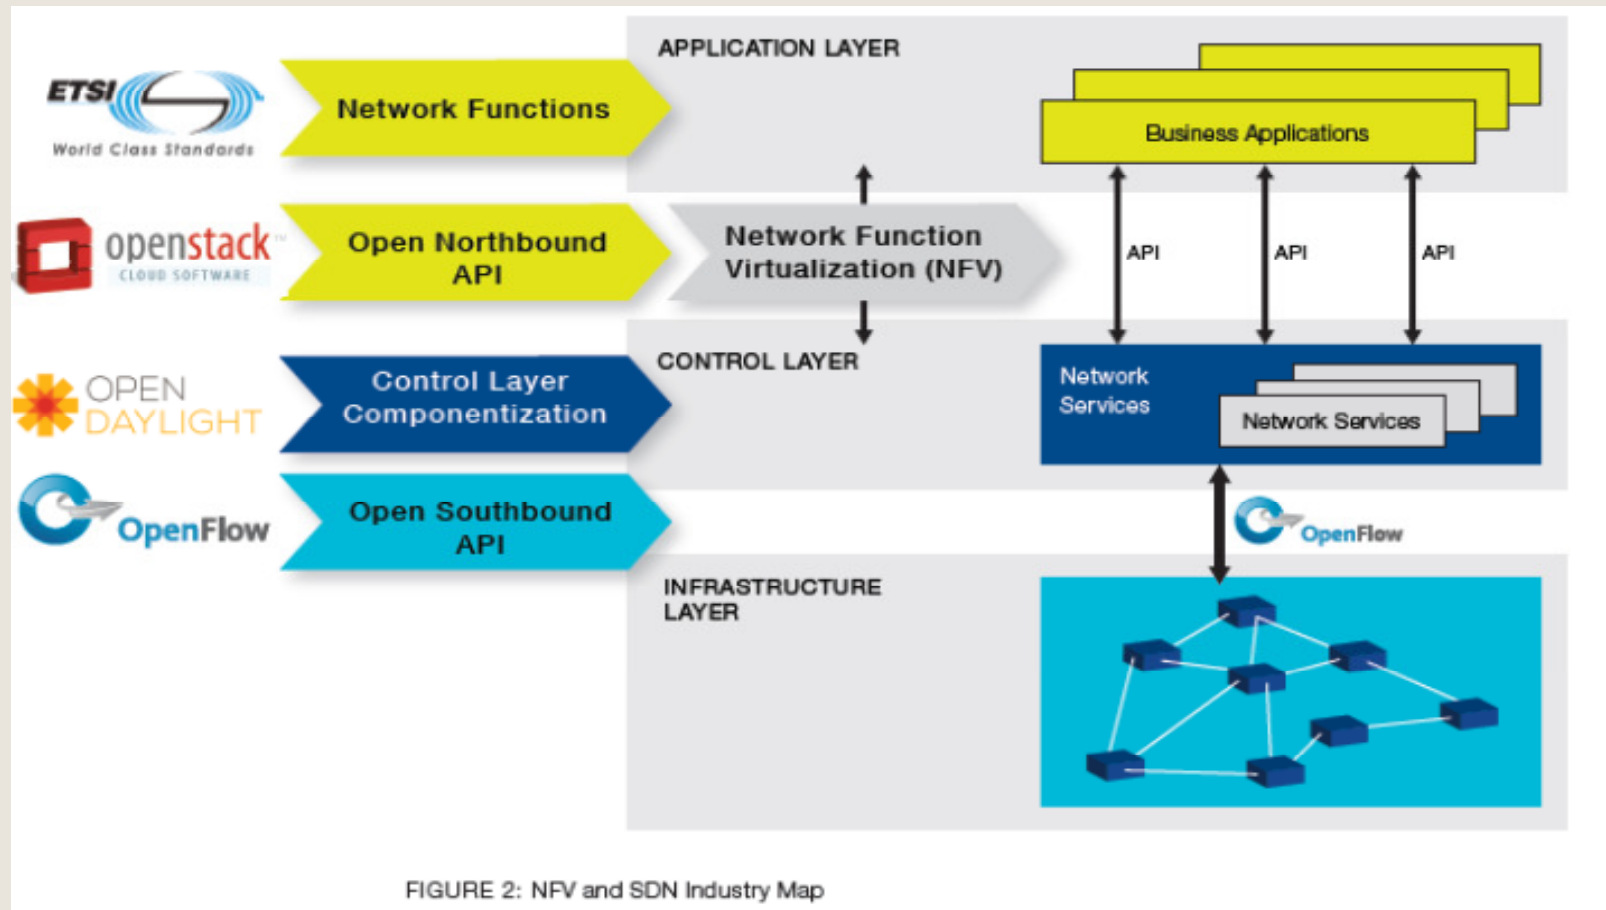 APPLICATION LAYER
ETSI
World Class Standards
Network Functions
Business Applications
openstack™
CLOUD SOFTWARE
Open Northbound
API
Network Function
Virtualization (NFV)
API
API
API
OPEN
DAYLIGHT
Control Layer
Componentization
CONTROL LAYER
Network
Services
Network Services
OpenFlow
Open Southbound
API
OpenFlow
INFRASTRUCTURE
LAYER
FIGURE 2: NFV and SDN Industry Map